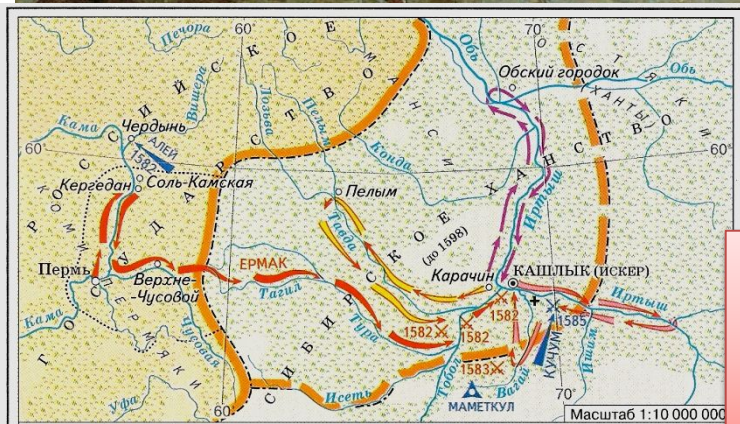 РОССИЙСКОЕ
ГОСУДАРСТВО
СИБИРСКОЕ ХАНСТВО
(до 1598)
МАНСИ
ОСТЯКИ
(ХАНТЫ)
КОМИ-
ПЕРМЯКИ
60°
70°
60
60°
60°
70°
Печора
Вишера
Кама
Чердынь
АЛЕЙ
1582
Кергедан
Соль-Камская
Пермь
Верхне-
Чусовой
Кама
Чусовая
Уфа
ЕРМАК
Тагил
Тура
Исеть
Лозьва
Пелым
Пелым
Тавда
Конда
Обь
Обский городок
Обь
Иртыш
Карачин
КАШЛЫК (ИСКЕР)
Иртыш
1582
1582
1582
1583
1585
КУЧУМ
Ишим
Вагай
Тобол
МАМЕТКУЛ
Масштаб 1:10 000 000